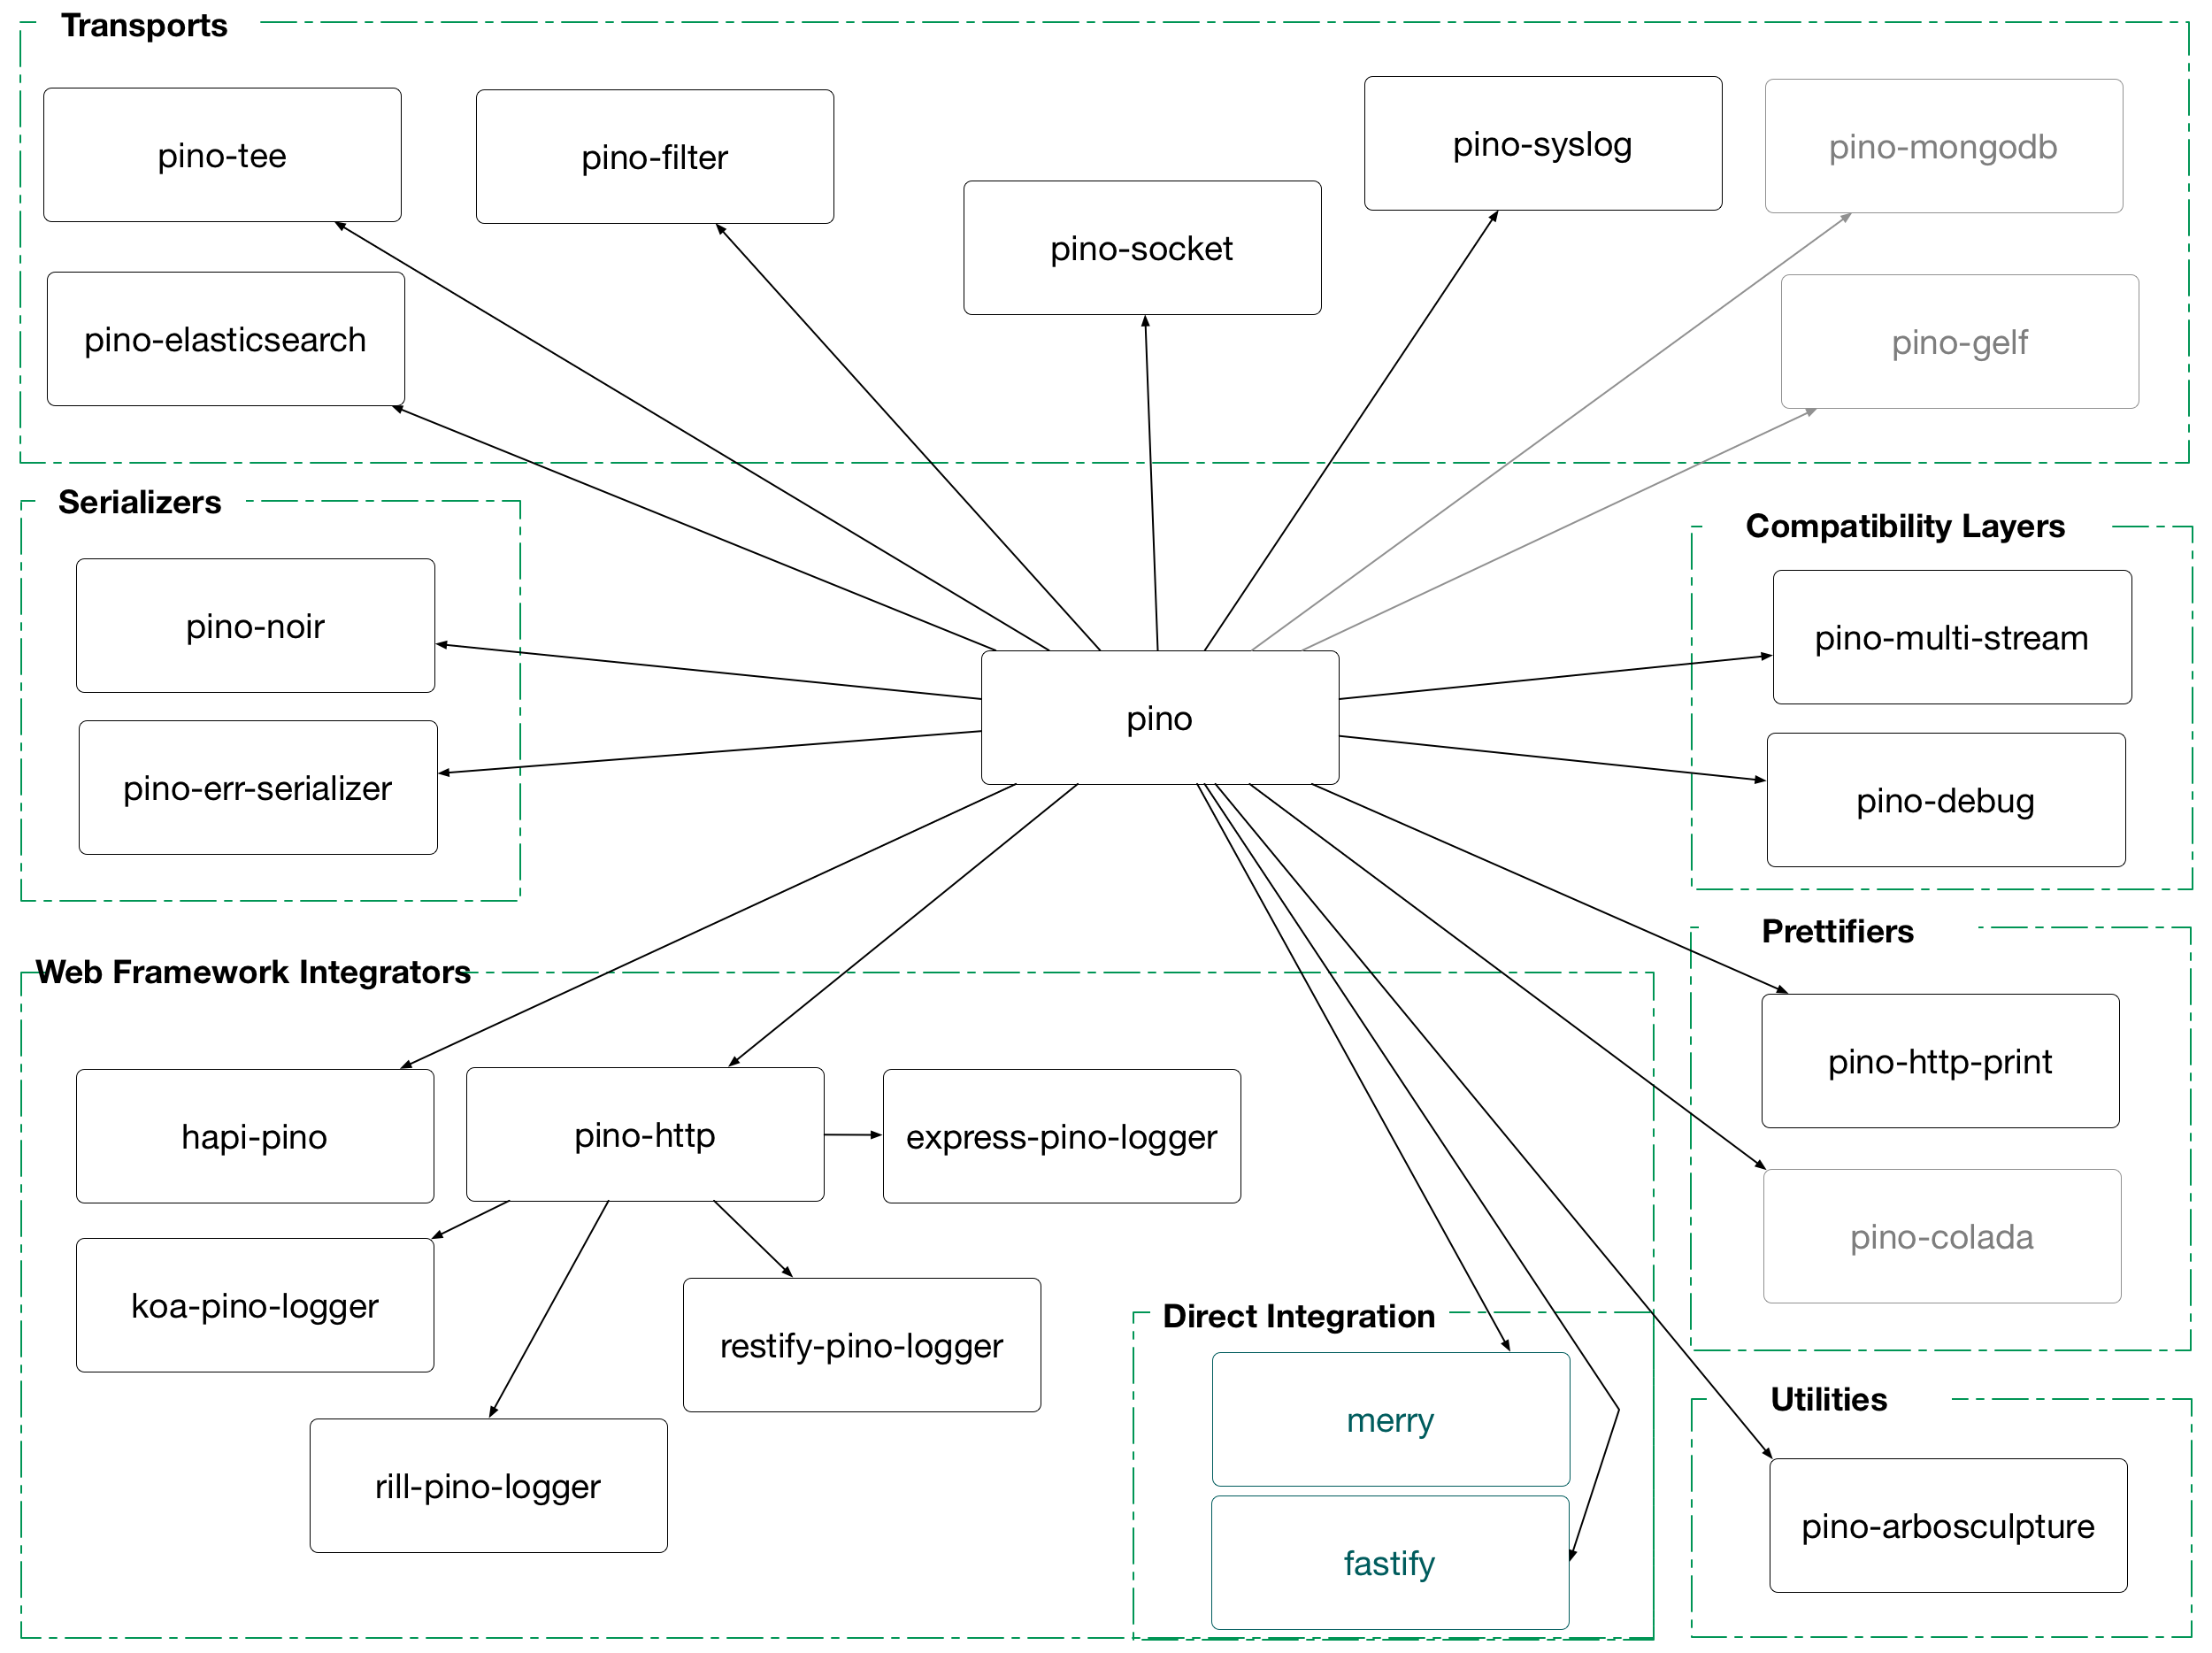 Transports
pino-tee
pino-filter
pino-socket
pino-syslog
pino-mongodb
pino-elasticsearch
pino-gelf
Serializers
pino-noir
pino-err-serializer
pino
Compatibility Layers
pino-multi-stream
pino-debug
Prettifiers
pino-http-print
pino-colada
Web Framework Integrators
hapi-pino
pino-http
express-pino-logger
koa-pino-logger
restify-pino-logger
rill-pino-logger
Direct Integration
merry
fastify
Utilities
pino-arbosculpture